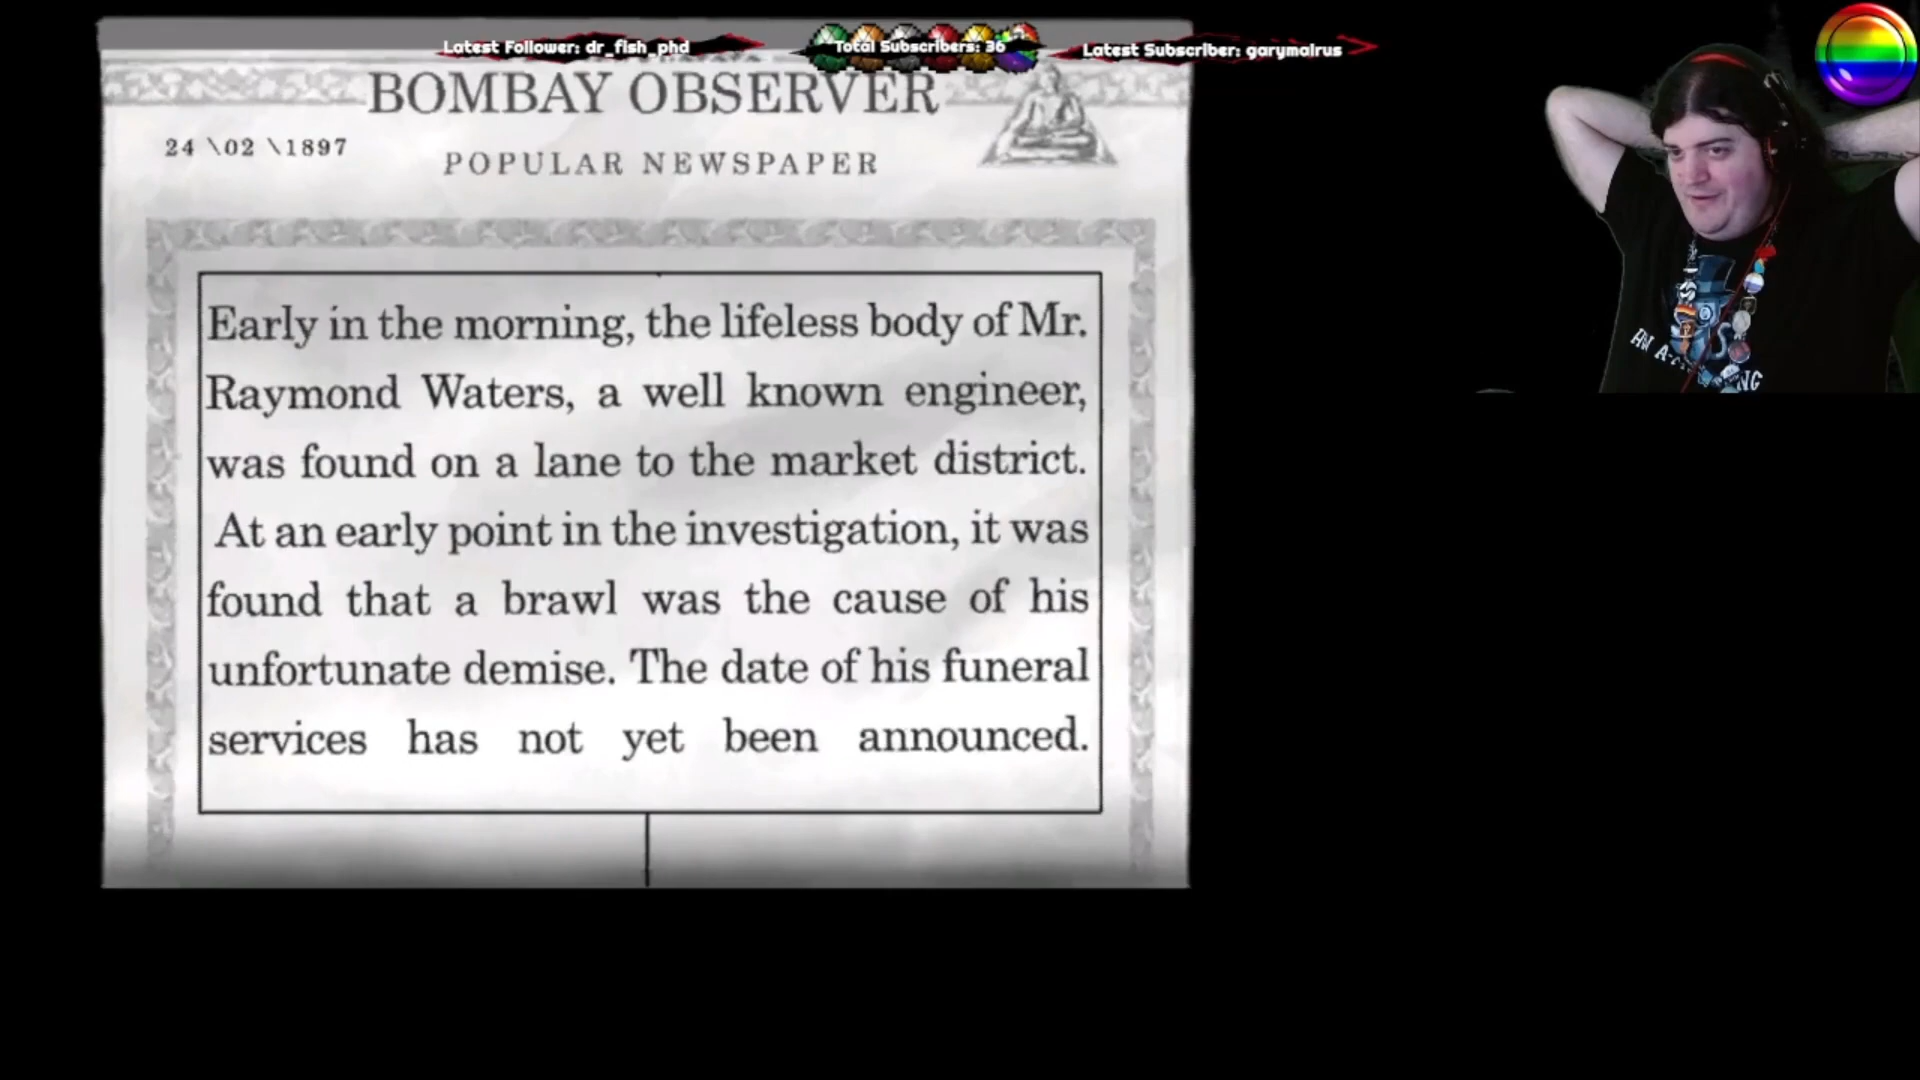 Latest Follower: dr_fish_phd
Total Subscribers: 36
Latest Subscriber: garymairus
BOMBAY OBSERVER
24 \02 \1897
POPULAR NEWSPAPER
Early in the morning, the lifeless body of Mr.
Raymond Waters, a well known engineer,
was found on a lane to the market district.
At an early point in the investigation, it was
found that a brawl was the cause of his
unfortunate demise. The date of his funeral
services has not yet been announced.